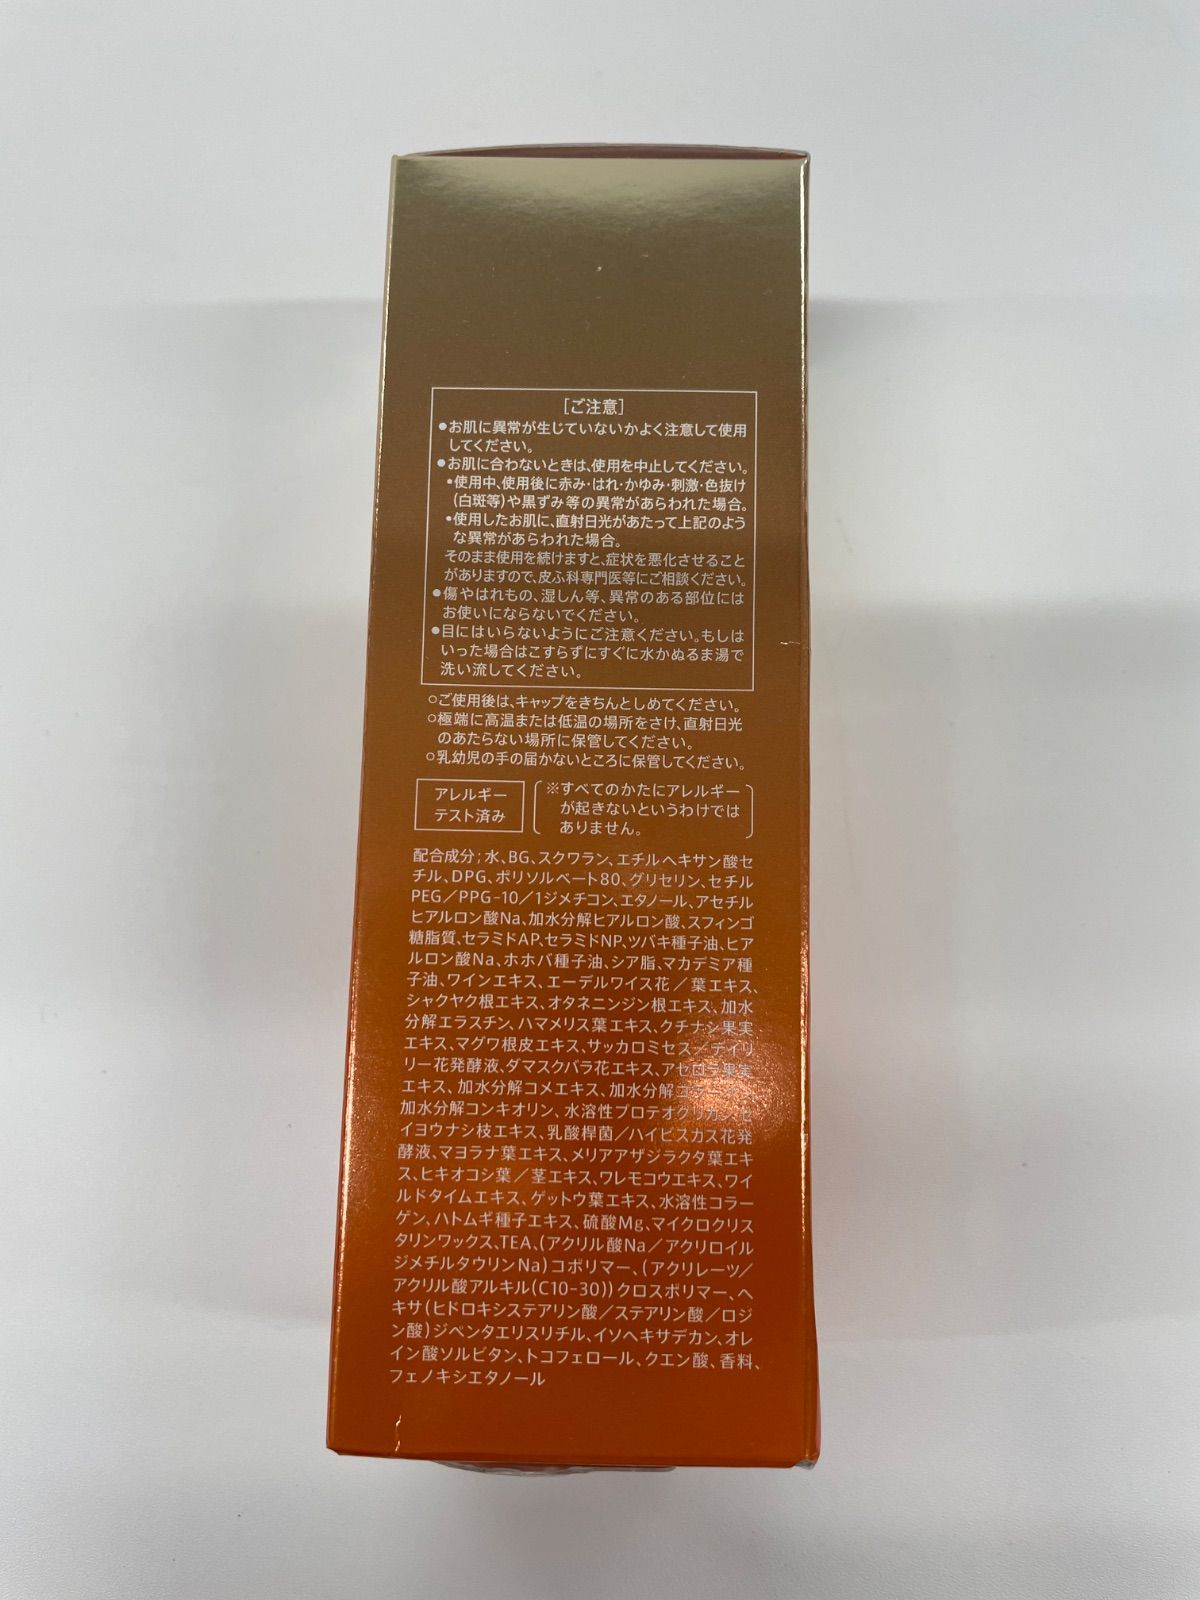 [ご注意]
●お肌に異常が生じていないかよく注意して使用
してください。
●お肌に合わないときは、使用を中止してください。
•使用中、使用後に赤み・はれ・かゆみ・刺激・色抜け
(白斑等)や黒ずみ等の異常があらわれた場合。
•使用したお肌に、直射日光があたって上記のよう
な異常があらわれた場合。
そのまま使用を続けますと、症状を悪化させること
がありますので、皮ふ科専門医等にご相談ください。
●傷やはれもの、湿しん等、異常のある部位には
お使いにならないでください。
●目にはいらないようにご注意ください。もしは
いった場合はこすらずにすぐに水かぬるま湯で
洗い流してください。
○ご使用後は、キャップをきちんとしめてください。
○極端に高温または低温の場所をさけ、直射日光
のあたらない場所に保管してください。
○乳幼児の手の届かないところに保管してください。
アレルギー
テスト済み
※すべてのかたにアレルギー
が起きないというわけでは
ありません。
配合成分;水、BG、スクワラン、エチルヘキサン酸セ
チル、DPG、ポリソルベート80、グリセリン、セチル
PEG/PPG-10/1ジメチコン、エタノール、アセチル
ヒアルロン酸Na、加水分解ヒアルロン酸、スフィンゴ
糖脂質、セラミドAP、セラミドNP、ツバキ種子油、ヒア
ルロン酸Na、ホホバ種子油、シア脂、マカデミア種
子油、ワインエキス、エーデルワイス花/葉エキス、
シャクヤク根エキス、オタネニンジン根エキス、加水
分解エラスチン、ハマメリス葉エキス、クチナシ果実
エキス、マグワ根皮エキス、サッカロミセス/デイリ
リー花発酵液、ダマスクバラ花エキス、アセロラ果実
エキス、加水分解コメエキス、加水分解
加水分解コンキオリン、水溶性プロテオグリカン、セ
イヨウナシ枝エキス、乳酸桿菌/ハイビスカス花発
酵液、マヨラナ葉エキス、メリアアザジラクタ葉エキ
ス、ヒキオコシ葉/茎エキス、ワレモコウエキス、ワイ
ルドタイムエキス、ゲットウ葉エキス、水溶性コラー
ゲン、ハトムギ種子エキス、硫酸Mg、マイクロクリス
タリンワックス、TEA、(アクリル酸Na/アクリロイル
ジメチルタウリンNa)コポリマー、(アクリレーツ/
アクリル酸アルキル(C10-30))クロスポリマー、ヘ
キサ(ヒドロキシステアリン酸/ステアリン酸/ロジ
ン酸)ジペンタエリスリチル、イソヘキサデカン、オレ
イン酸ソルビタン、トコフェロール、クエン酸、香料、
フェノキシエタノール